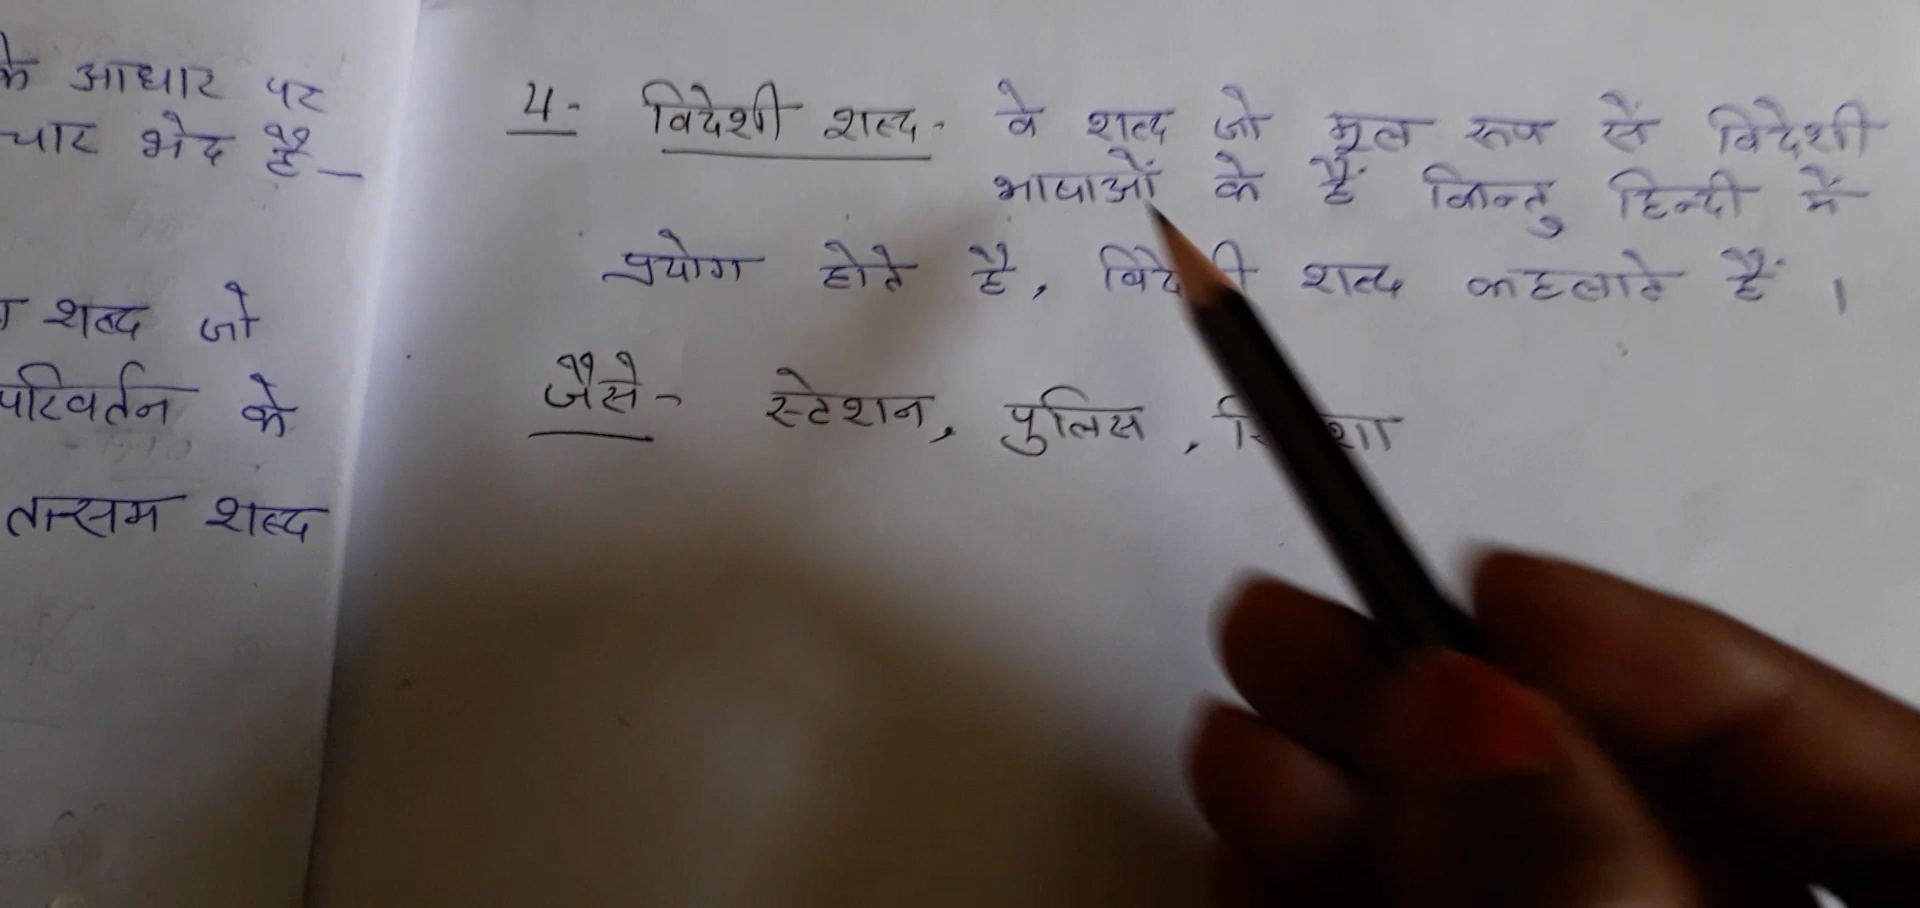 के आधार पर
चार भेद है-
शब्द जो
परिवर्तन के
तत्सम शब्द
4- विदेशी शब्द- वे शब्द जो मूल रूप से विदेशी
भाषाओं के हैं किन्तु हिन्दी में
प्रयोग होते है, शब्द कहलाते हैं ।
जैसे- स्टेशन, पुलिस,